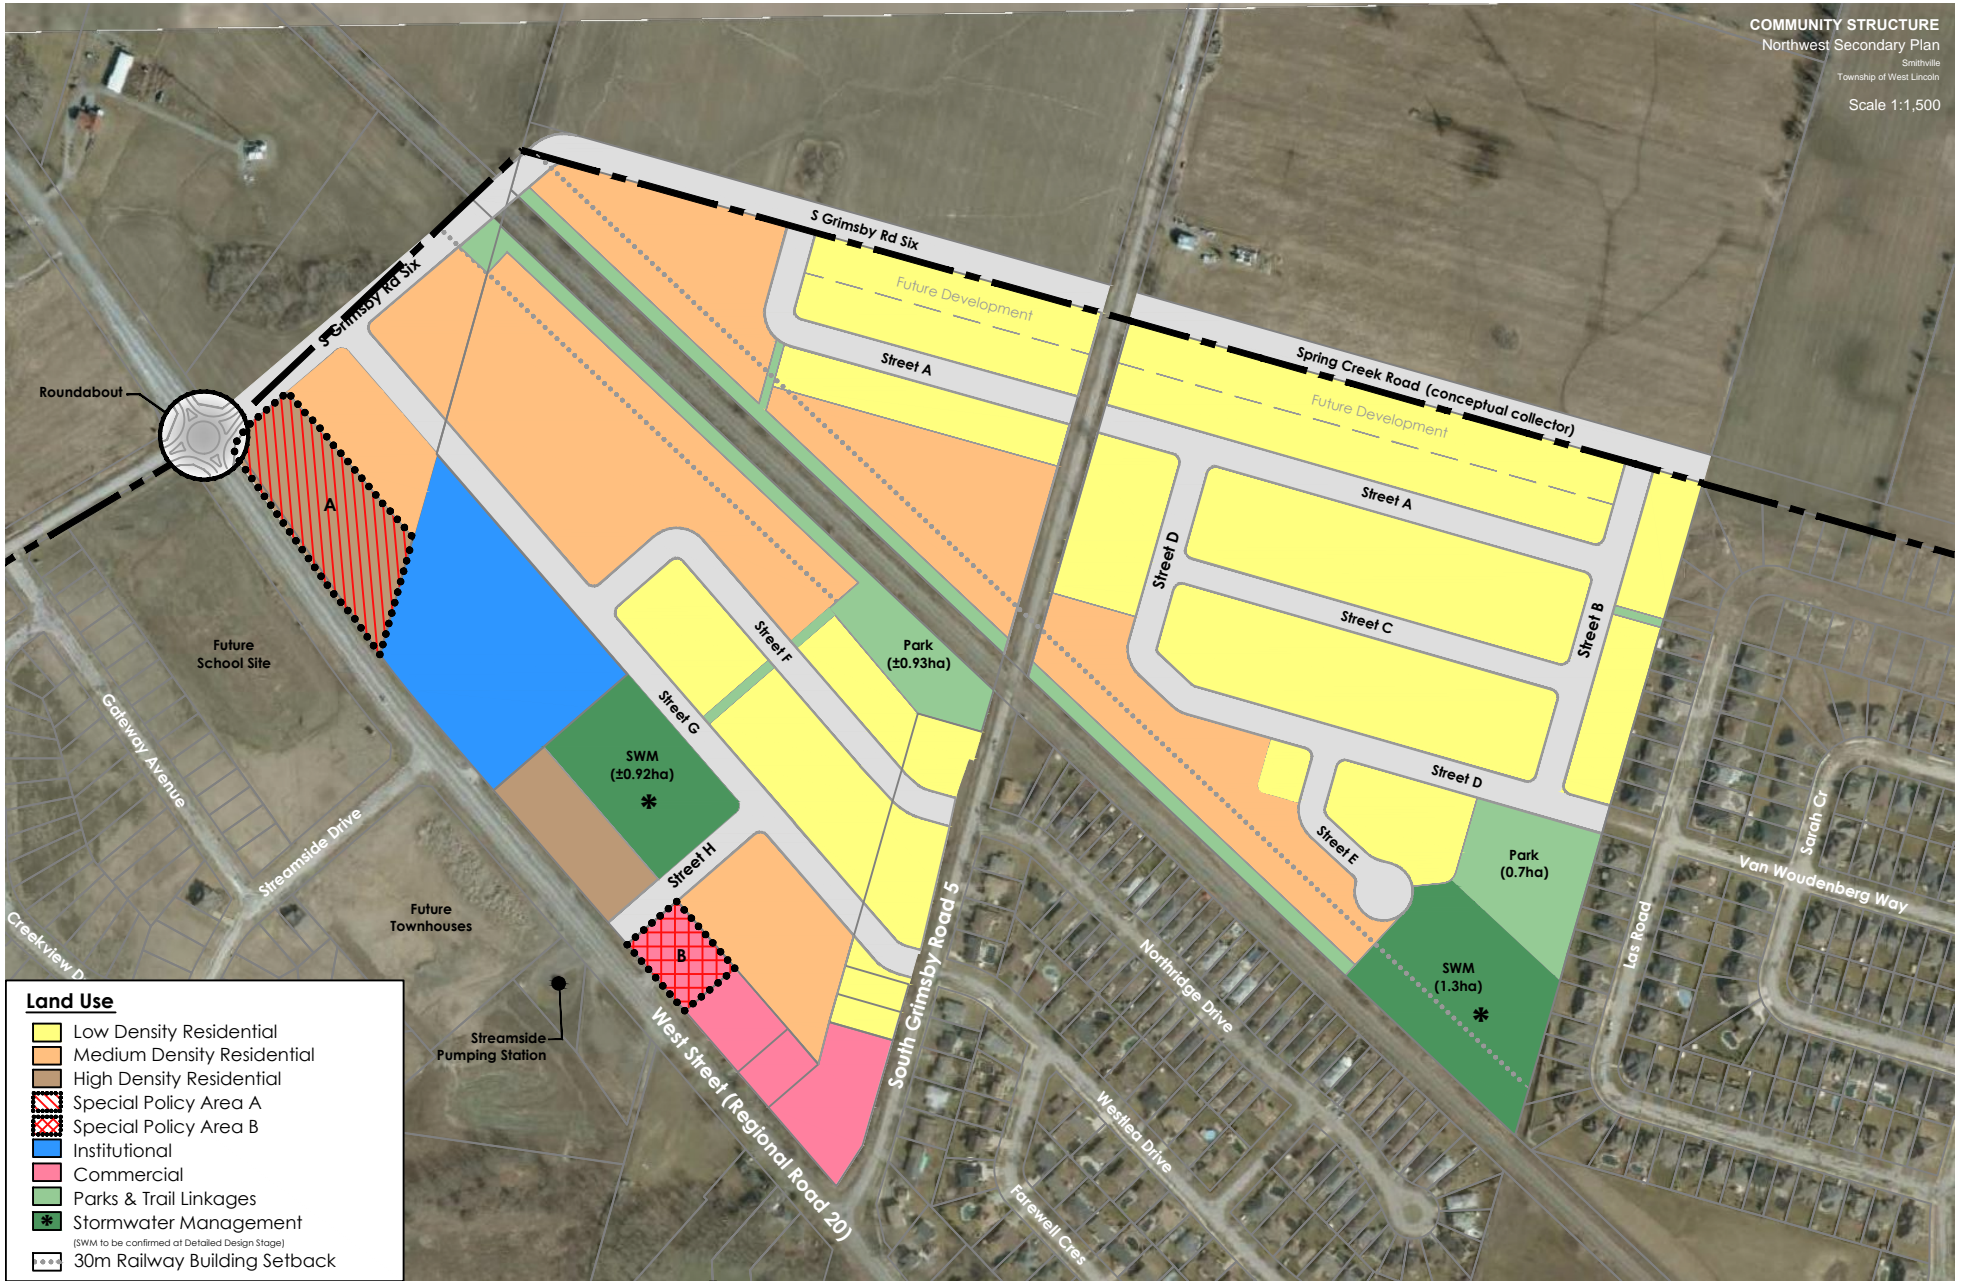 COMMUNITY STRUCTURE
Northwest Secondary Plan
Smithville
Township of West Lincoln
Scale 1:1,500
S Grimsby Rd Six
S Grimsby Rd Six
Future Development
Spring Creek Road (conceptual collector)
Future Development
Roundabout
Street A
Street A
A
Street D
Street C
Street B
Future
School Site
Street F
Park
(±0.93ha)
Street G
Gateway Avenue
SWM
(±0.92ha)
*
Street D
Street E
Sarah Cr
Park
(0.7ha)
Van Woudenberg Way
Streamside Drive
Street H
Future
Townhouses
Creekview D
B
Las Road
Northridge Drive
SWM
(1.3ha)
*
South Grimsby Road 5
Streamside
Pumping Station
West Street (Regional Road 20)
Westlea Drive
Farewell Cres
Land Use
Low Density Residential
Medium Density Residential
High Density Residential
Special Policy Area A
Special Policy Area B
Institutional
Commercial
Parks & Trail Linkages
* Stormwater Management
(SWM to be confirmed at Detailed Design Stage)
30m Railway Building Setback